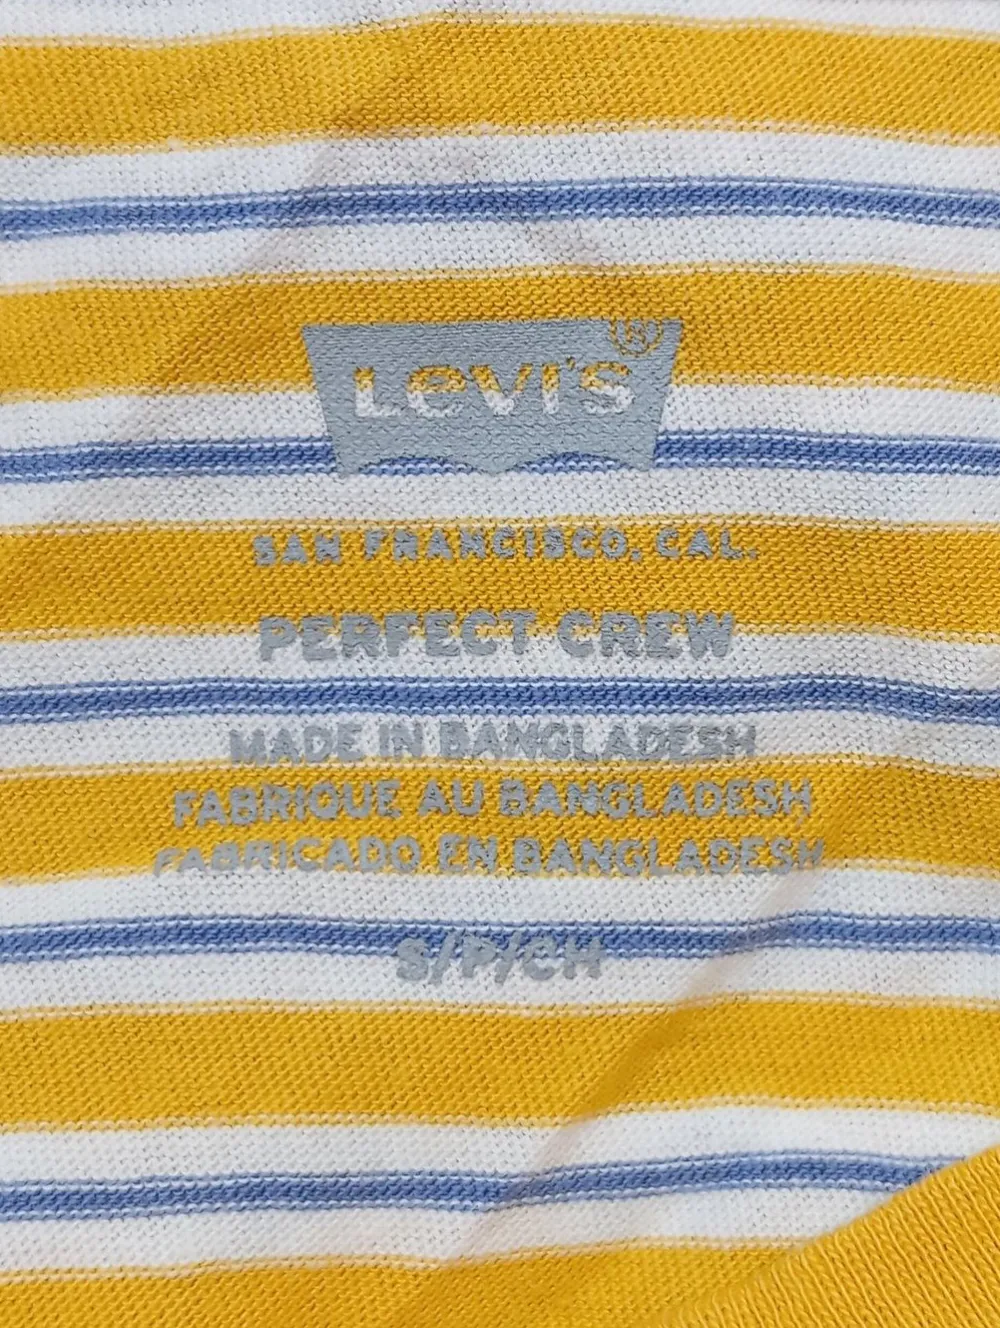 Levi's®
SAN FRANCISCO, CAL.
PERFECT CREW
MADE IN BANGLADESH
FABRIQUE AU BANGLADESH
FABRICADO EN BANGLADESH
S/P/CH